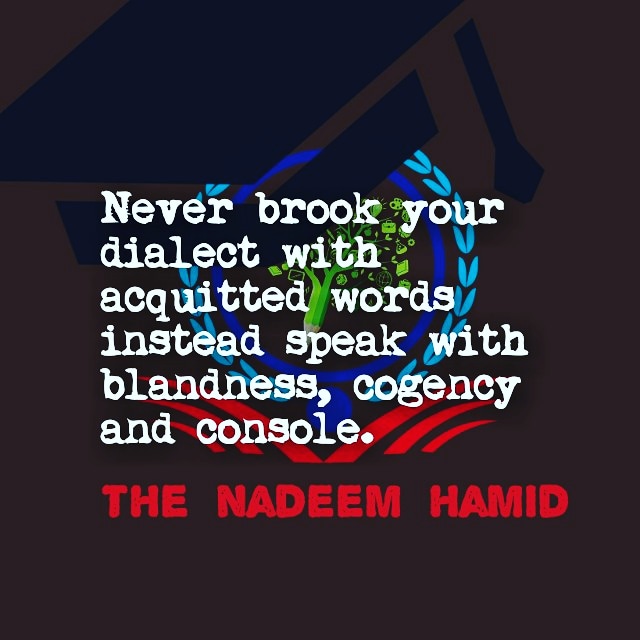 Never brook your
dialect with
acquitted words
instead speak with
blandness, cogency
and console.
THE NADEEM HAMID